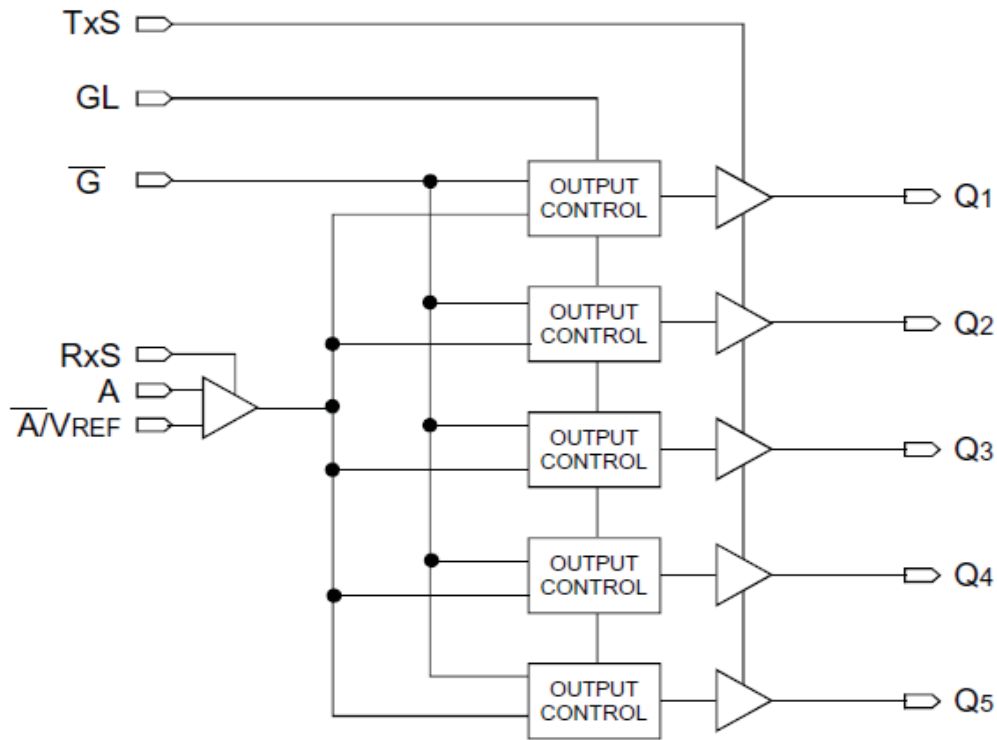 TxS
GL
G̅
OUTPUT
CONTROL
Q1
OUTPUT
CONTROL
Q2
RxS
A
A̅/VREF
OUTPUT
CONTROL
Q3
OUTPUT
CONTROL
Q4
OUTPUT
CONTROL
Q5